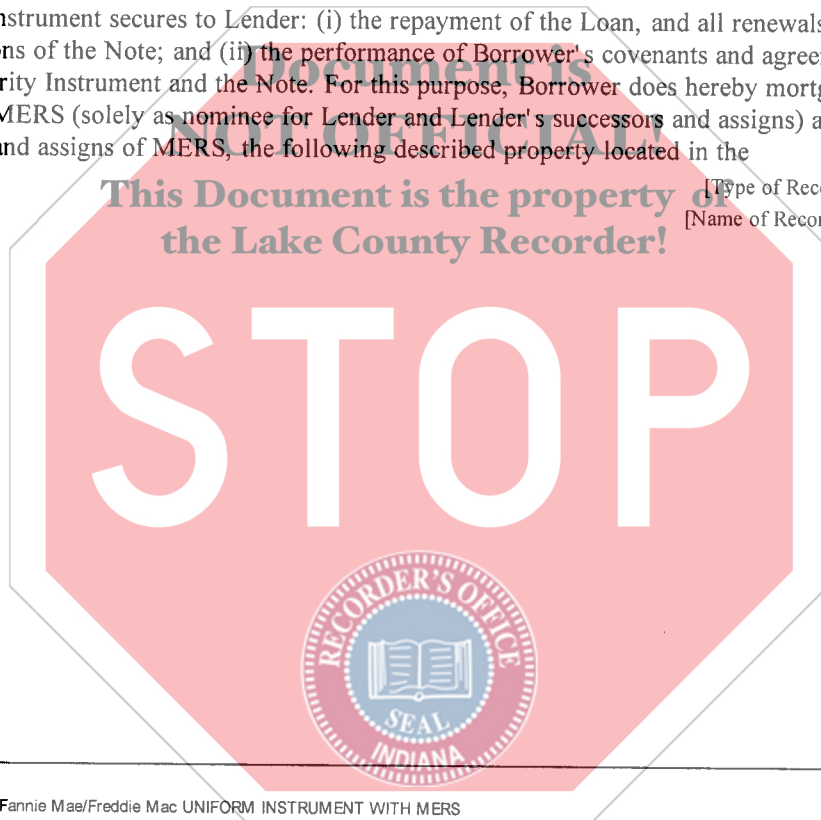 nstrument secures to Lender: (i) the repayment of the Loan, and all renewals
ns of the Note; and (ii) the performance of Borrower's covenants and agree
rity Instrument and the Note. For this purpose, Borrower does hereby mortg
MERS (solely as nominee for Lender and Lender's successors and assigns) a
nd assigns of MERS, the following described property located in the
[Type of Reco
[Name of Recor
Document is
NOT OFFICIAL!
This Document is the property of
the Lake County Recorder!
STOP
RECORDER'S OFFICE
SEAL
INDIANA
Fannie Mae/Freddie Mac UNIFORM INSTRUMENT WITH MERS